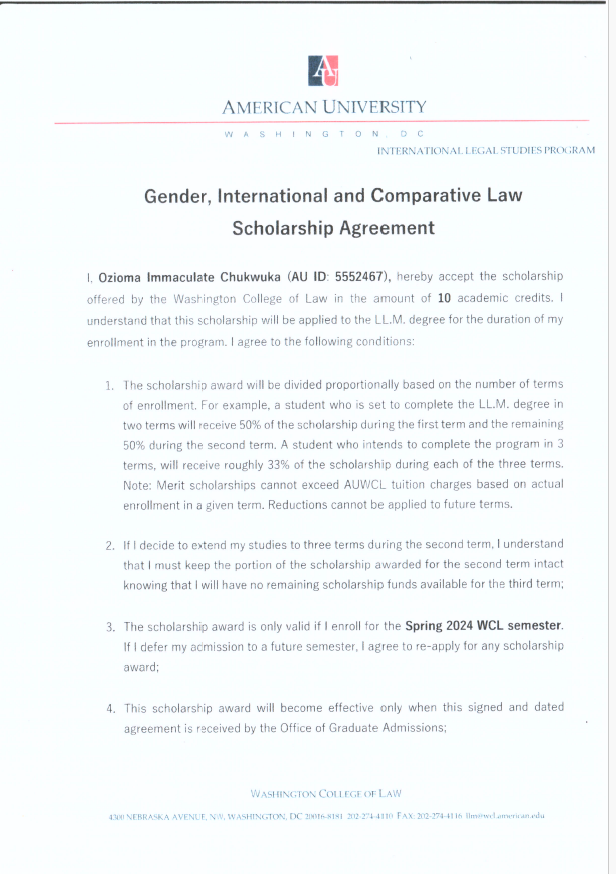 AU
AMERICAN UNIVERSITY
WASHINGTON, DC
INTERNATIONAL LEGAL STUDIES PROGRAM
Gender, International and Comparative Law
Scholarship Agreement
I, Ozioma Immaculate Chukwuka (AU ID: 5552467), hereby accept the scholarship
offered by the Washington College of Law in the amount of 10 academic credits. I
understand that this scholarship will be applied to the LL.M. degree for the duration of my
enrollment in the program. I agree to the following conditions:
1. The scholarship award will be divided proportionally based on the number of terms
of enrollment. For example, a student who is set to complete the LL.M. degree in
two terms will receive 50% of the scholarship during the first term and the remaining
50% during the second term. A student who intends to complete the program in 3
terms, will receive roughly 33% of the scholarship during each of the three terms.
Note: Merit scholarships cannot exceed AUWCL tuition charges based on actual
enrollment in a given term. Reductions cannot be applied to future terms.
2. If I decide to extend my studies to three terms during the second term, I understand
that I must keep the portion of the scholarship awarded for the second term intact
knowing that I will have no remaining scholarship funds available for the third term;
3. The scholarship award is only valid if I enroll for the Spring 2024 WCL semester.
If I defer my admission to a future semester, I agree to re-apply for any scholarship
award;
4. This scholarship award will become effective only when this signed and dated
agreement is received by the Office of Graduate Admissions;
WASHINGTON COLLEGE OF LAW
4300 NEBRASKA AVENUE, NW, WASHINGTON, DC 20016-8181 202-274-4110 FAX: 202-274-4116 llm@wcl.american.edu